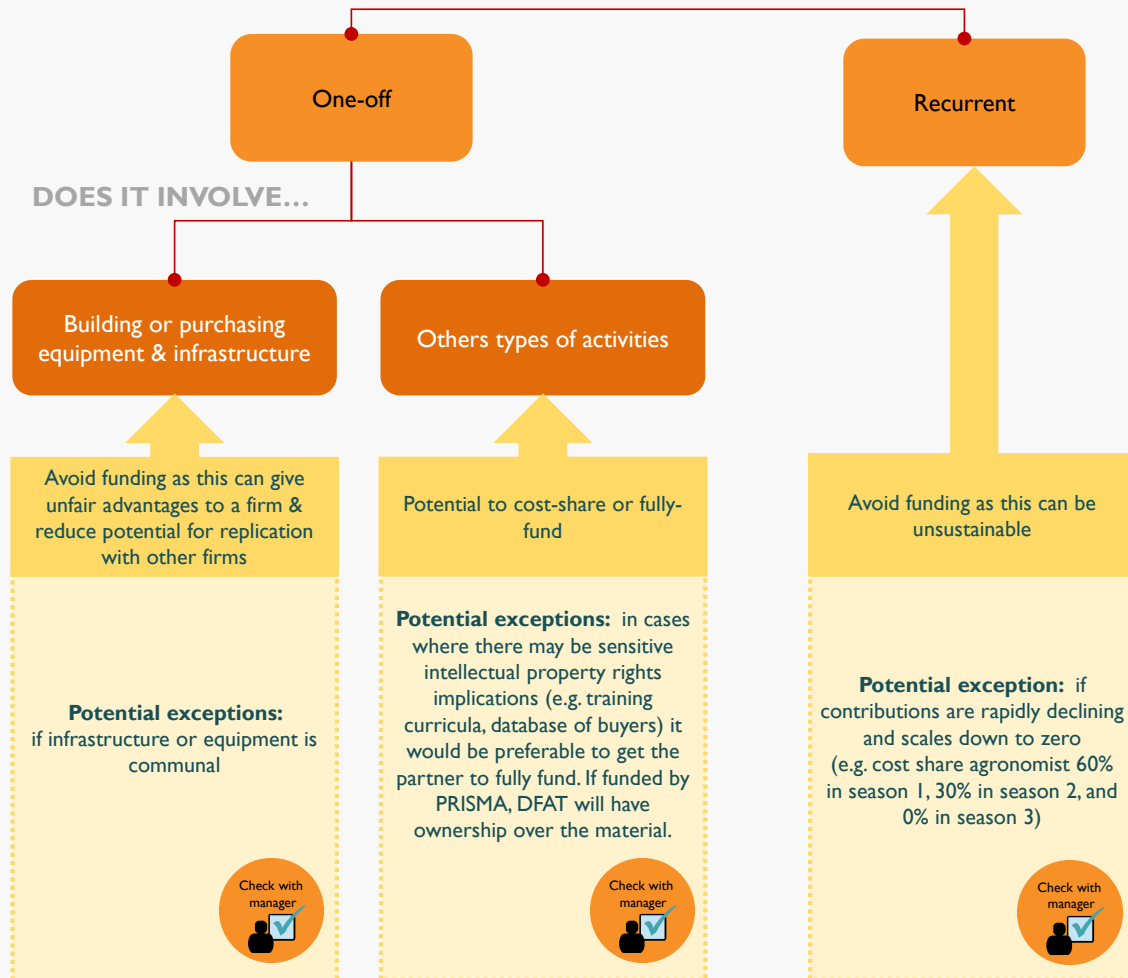 One-off
Recurrent
DOES IT INVOLVE...
Building or purchasing
equipment & infrastructure
Others types of activities
Avoid funding as this can give
unfair advantages to a firm &
reduce potential for replication
with other firms
Potential to cost-share or fully-
fund
Avoid funding as this can be
unsustainable
Potential exceptions:
if infrastructure or equipment is
communal
Check with
manager
Potential exceptions: in cases
where there may be sensitive
intellectual property rights
implications (e.g. training
curricula, database of buyers) it
would be preferable to get the
partner to fully fund. If funded by
PRISMA, DFAT will have
ownership over the material.
Check with
manager
Potential exception: if
contributions are rapidly declining
and scales down to zero
(e.g. cost share agronomist 60%
in season 1, 30% in season 2, and
0% in season 3)
Check with
manager